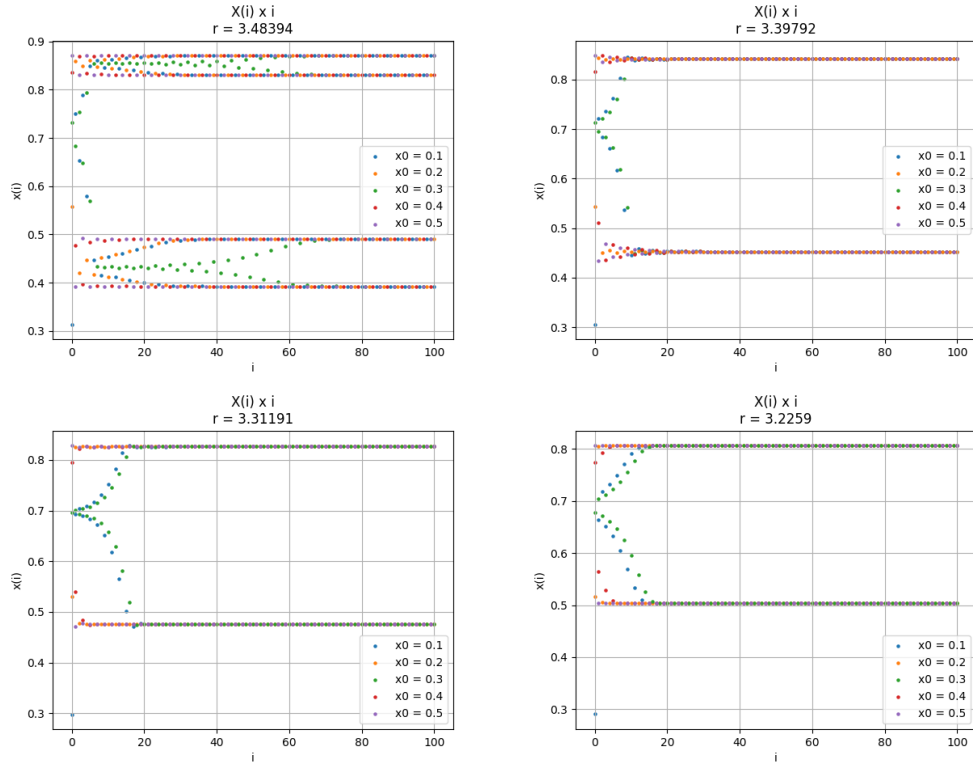 X(i) x i
r = 3.48394
0.9
0.8
0.7
0.6
0.5
0.4
0.3
x(i)
0
20
40
60
80
100
i
x0 = 0.1
x0 = 0.2
x0 = 0.3
x0 = 0.4
x0 = 0.5
X(i) x i
r = 3.39792
0.8
0.7
0.6
0.5
0.4
0.3
x(i)
0
20
40
60
80
100
i
x0 = 0.1
x0 = 0.2
x0 = 0.3
x0 = 0.4
x0 = 0.5
X(i) x i
r = 3.31191
0.8
0.7
0.6
0.5
0.4
0.3
x(i)
0
20
40
60
80
100
i
x0 = 0.1
x0 = 0.2
x0 = 0.3
x0 = 0.4
x0 = 0.5
X(i) x i
r = 3.2259
0.8
0.7
0.6
0.5
0.4
0.3
x(i)
0
20
40
60
80
100
i
x0 = 0.1
x0 = 0.2
x0 = 0.3
x0 = 0.4
x0 = 0.5